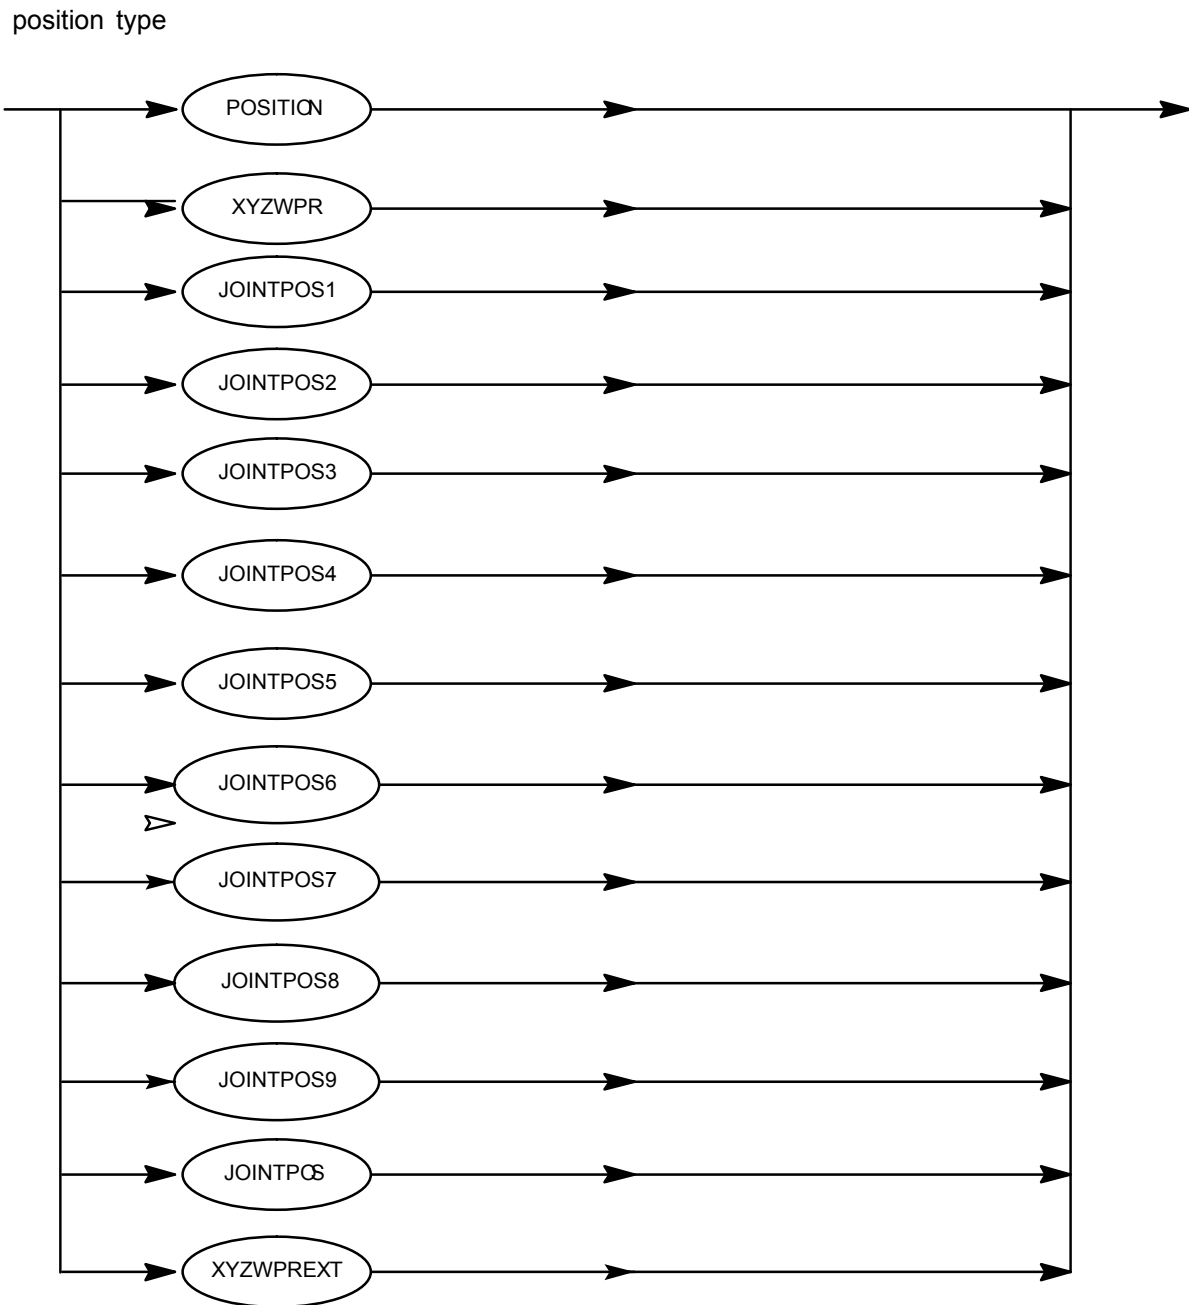 position type
POSITION
XYZWPR
JOINTPOS1
JOINTPOS2
JOINTPOS3
JOINTPOS4
JOINTPOS5
JOINTPOS6
JOINTPOS7
JOINTPOS8
JOINTPOS9
JOINTPOS
XYZWPREXT